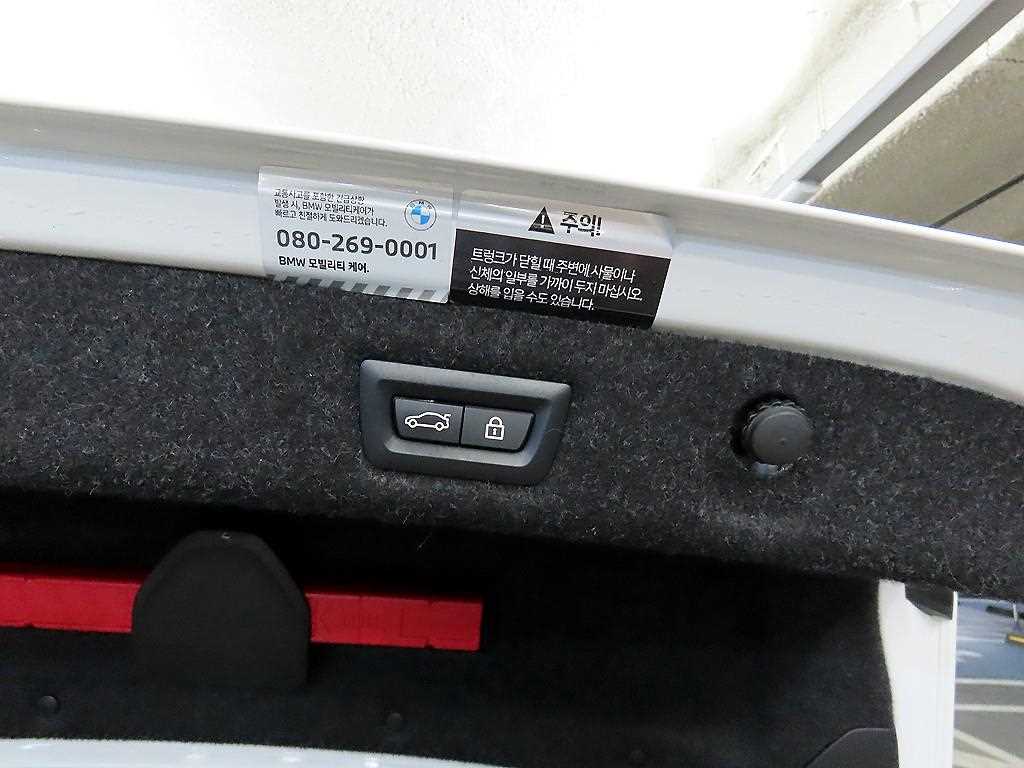 교통사고를 포함한 긴급상황
발생 시, BMW 모빌리티케어가
빠르고 친절하게 도와드리겠습니다.
080-269-0001
BMW 모빌리티 케어.
주의!
트렁크가 닫힐 때 주변에 사물이나
신체의 일부를 가까이 두지 마십시오.
상해를 입을 수도 있습니다.